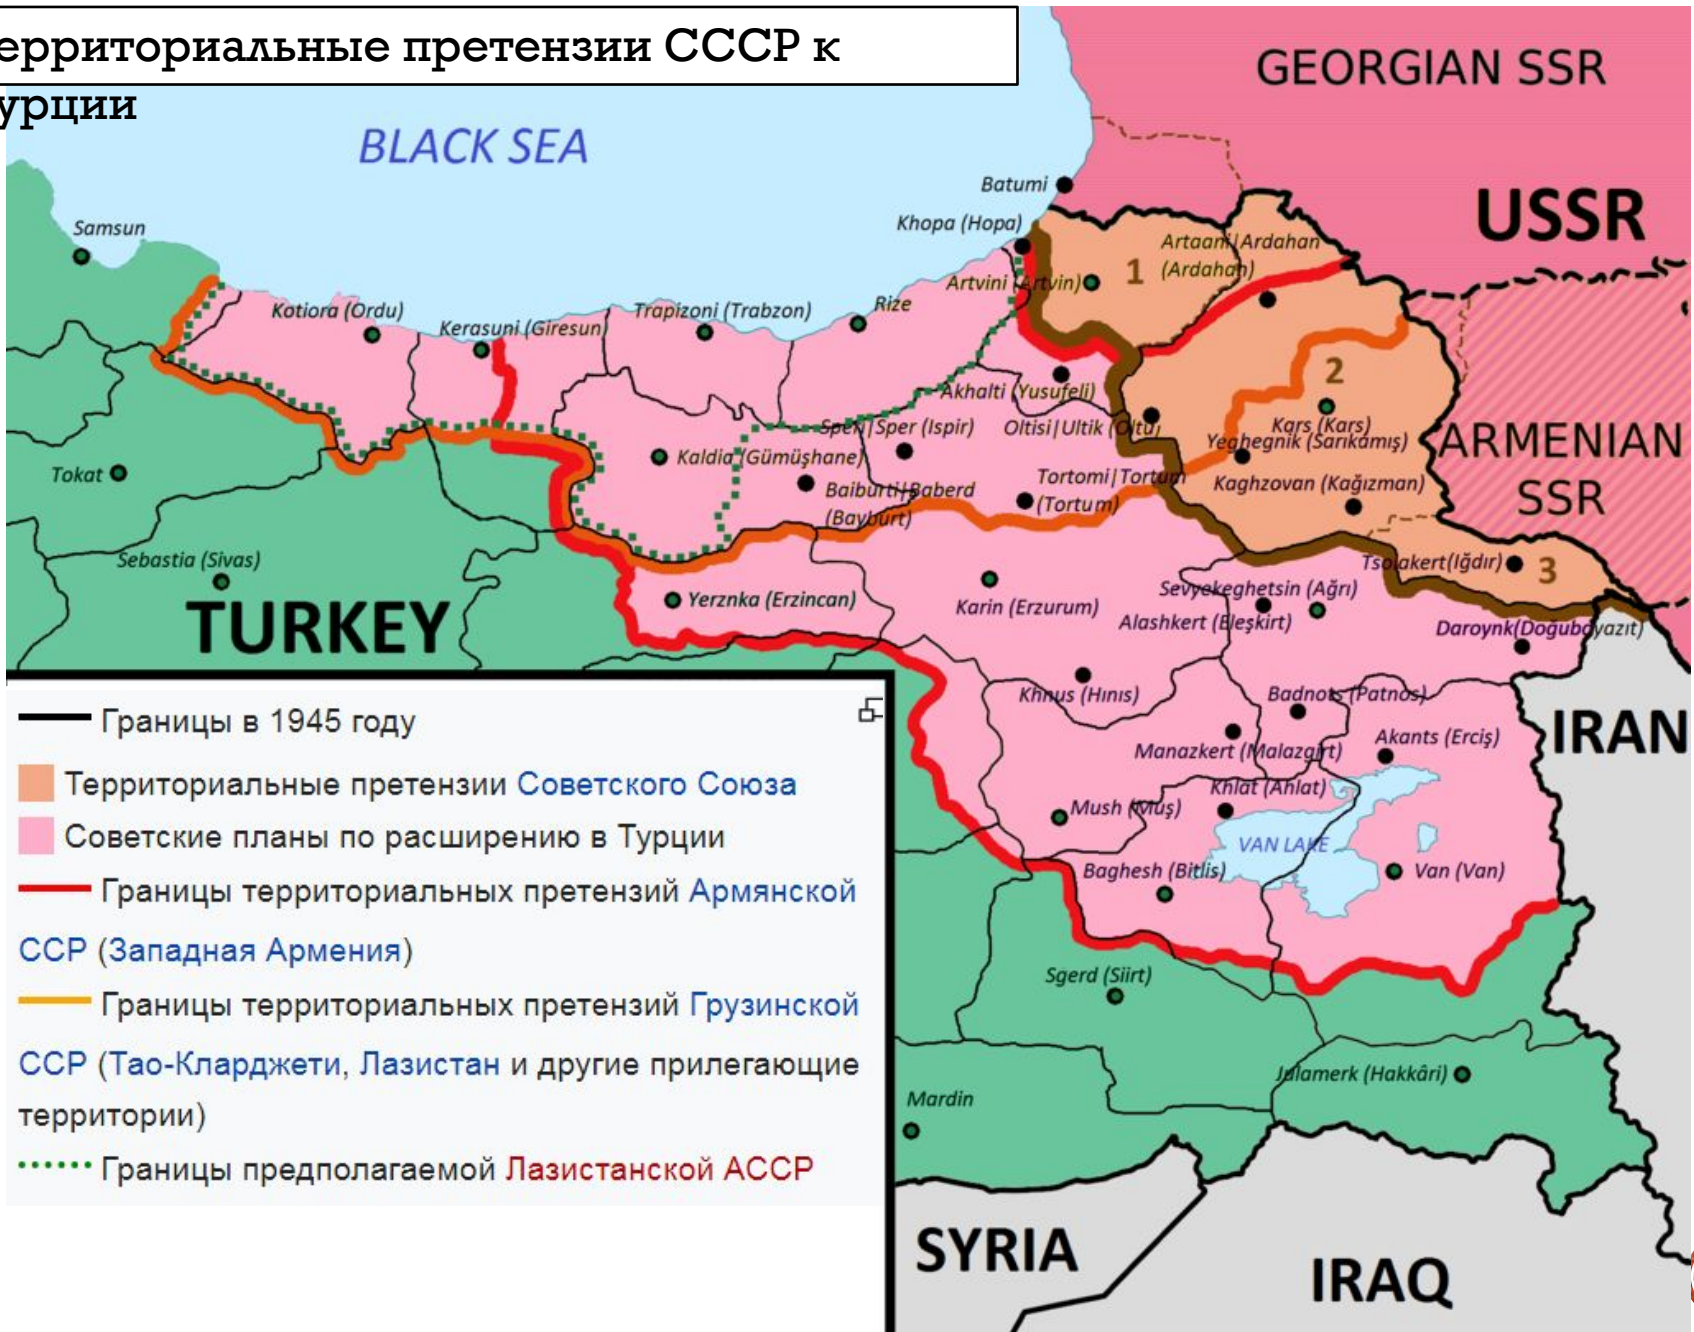 ерриториальные претензии СССР к
урции
GEORGIAN SSR
BLACK SEA
USSR
Batumi
Khopa (Hopa)
Samsun
Artaani|Ardahan
(Ardahan)
1
Artvini (Artvin)
Kotiora (Ordu)
Kerasuni (Giresun)
Trapizoni (Trabzon)
Rize
2
Akhalti (Yusufeli)
Kars (Kars)
Speri|Sper (Ispir)
Oltisi|Ultik (Oltu)
Yeghegnik (Sarıkamış)
ARMENIAN
SSR
Tokat
Kaldia (Gümüşhane)
Baiburti|Baberd
(Bayburt)
Tortomi|Tortum
(Tortum)
Kaghzovan (Kağızman)
Sebastia (Sivas)
TURKEY
Yerznka (Erzincan)
Karin (Erzurum)
Tsolakert(Iğdır)
3
Sevyekeghetsin (Ağrı)
Alashkert (Eleşkirt)
Daroynk(Doğubayazıt)
Khnus (Hınıs)
Badnots (Patnos)
IRAN
Manazkert (Malazgirt)
Akants (Erciş)
Khlat (Ahlat)
Mush (Muş)
VAN LAKE
Baghesh (Bitlis)
Van (Van)
Sgerd (Siirt)
Julamerk (Hakkâri)
Mardin
SYRIA
IRAQ
Границы в 1945 году
Территориальные претензии Советского Союза
Советские планы по расширению в Турции
Границы территориальных претензий Армянской
ССР (Западная Армения)
Границы территориальных претензий Грузинской
ССР (Тао-Кларджети, Лазистан и другие прилегающие
территории)
Границы предполагаемой Лазистанской АССР